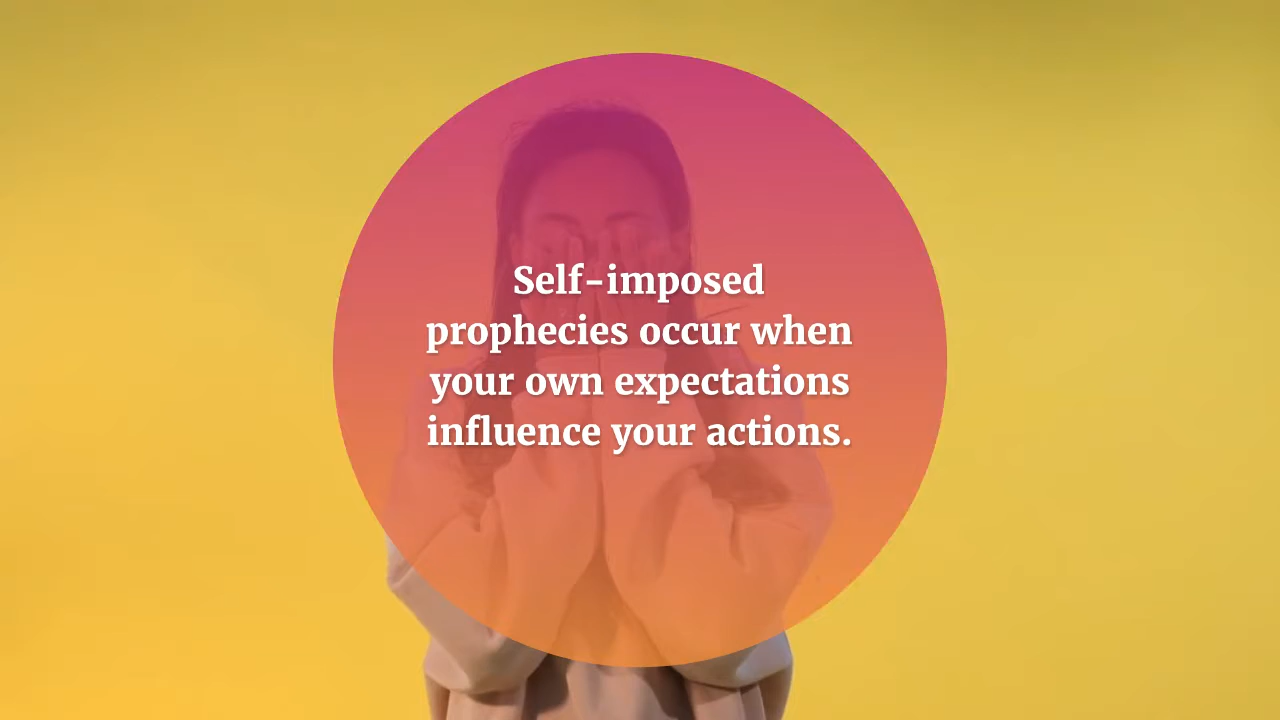 Self-imposed
prophecies occur when
your own expectations
influence your actions.